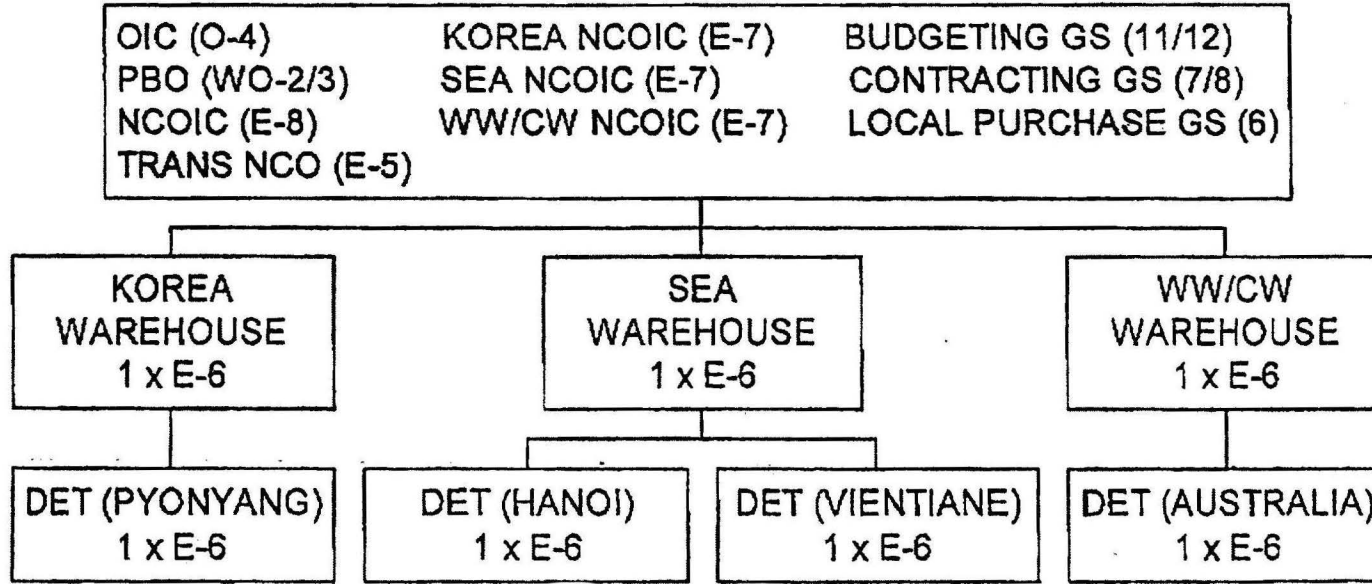 OIC (O-4)
PBO (WO-2/3)
NCOIC (E-8)
TRANS NCO (E-5)
KOREA NCOIC (E-7)
SEA NCOIC (E-7)
WW/CW NCOIC (E-7)
BUDGETING GS (11/12)
CONTRACTING GS (7/8)
LOCAL PURCHASE GS (6)
KOREA
WAREHOUSE
1 x E-6
SEA
WAREHOUSE
1 x E-6
WW/CW
WAREHOUSE
1 x E-6
DET (PYONYANG)
1 x E-6
DET (HANOI)
1 x E-6
DET (VIENTIANE)
1 x E-6
DET (AUSTRALIA)
1 x E-6